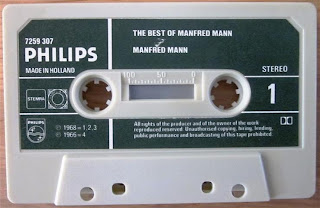 7259 307
PHILIPS
MADE IN HOLLAND
THE BEST OF MANFRED MANN
MANFRED MANN
STEREO
100 50 0
STEMRA
1
PHILIPS
Ⓟ 1968=1,2,3
Ⓟ 1965=4
All rights of the producer and of the owner of the work
reproduced reserved. Unauthorised copying, hiring, lending,
public performance and broadcasting of this tape prohibited.